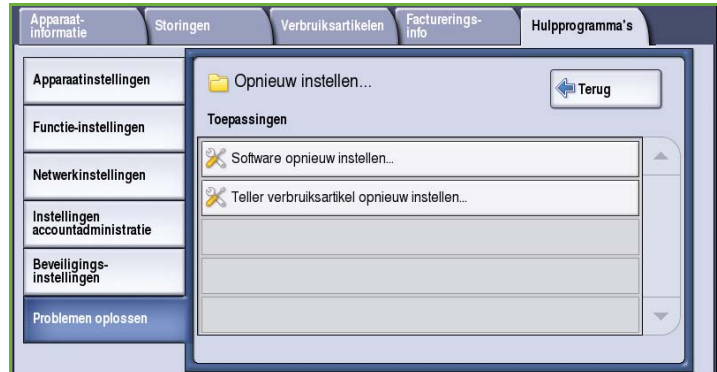 Apparaat-
informatie
Storingen
Verbruiksartikelen
Facturerings-
info
Hulpprogramma's
Apparaatinstellingen
Functie-instellingen
Netwerkinstellingen
Instellingen
accountadministratie
Beveiligings-
instellingen
Problemen oplossen
Opnieuw instellen...
Terug
Toepassingen
Software opnieuw instellen...
Teller verbruiksartikel opnieuw instellen...